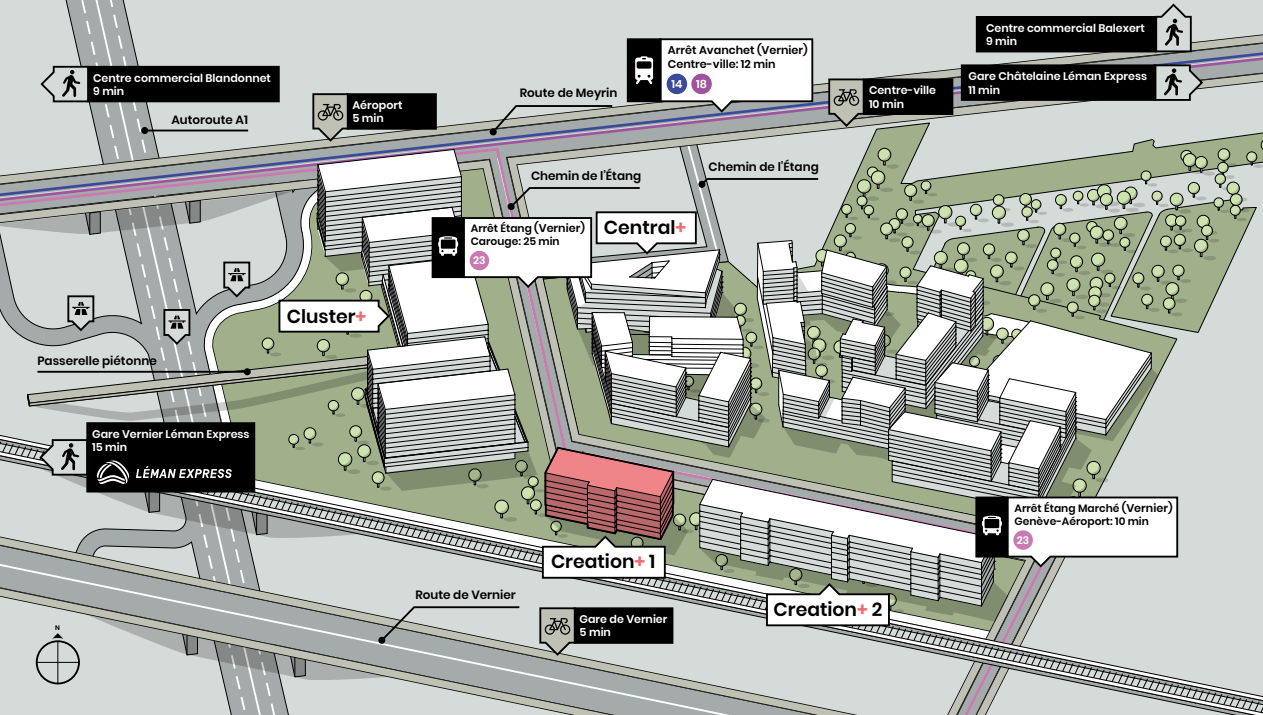 Centre commercial Balexert
9 min
Arrêt Avanchet (Vernier)
Centre-ville: 12 min
14 18
Centre commercial Blandonnet
9 min
Gare Châtelaine Léman Express
11 min
Route de Meyrin
Centre-ville
10 min
Aéroport
5 min
Autoroute A1
Chemin de l'Étang
Chemin de l'Étang
Arrêt Étang (Vernier)
Carouge: 25 min
23
Central+
Cluster+
Passerelle piétonne
Gare Vernier Léman Express
15 min
LÉMAN EXPRESS
Arrêt Étang Marché (Vernier)
Genève-Aéroport: 10 min
23
Creation+ 1
Creation+ 2
Route de Vernier
Gare de Vernier
5 min
N